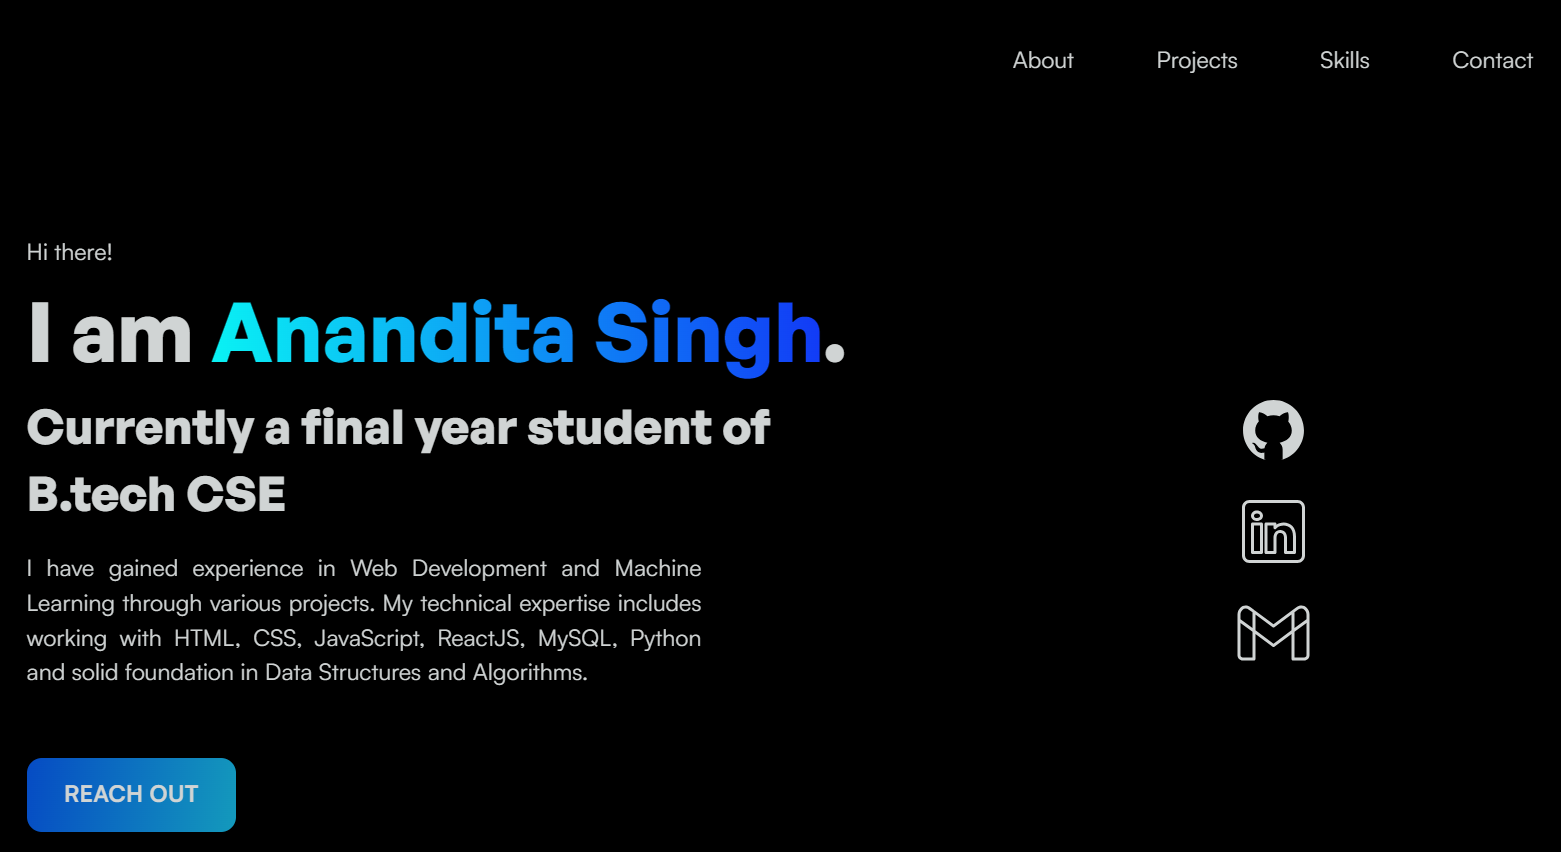 About Projects Skills Contact
Hi there!
I am Anandita Singh.
Currently a final year student of
B.tech CSE
I have gained experience in Web Development and Machine
Learning through various projects. My technical expertise includes
working with HTML, CSS, JavaScript, ReactJS, MySQL, Python
and solid foundation in Data Structures and Algorithms.
in
REACH OUT